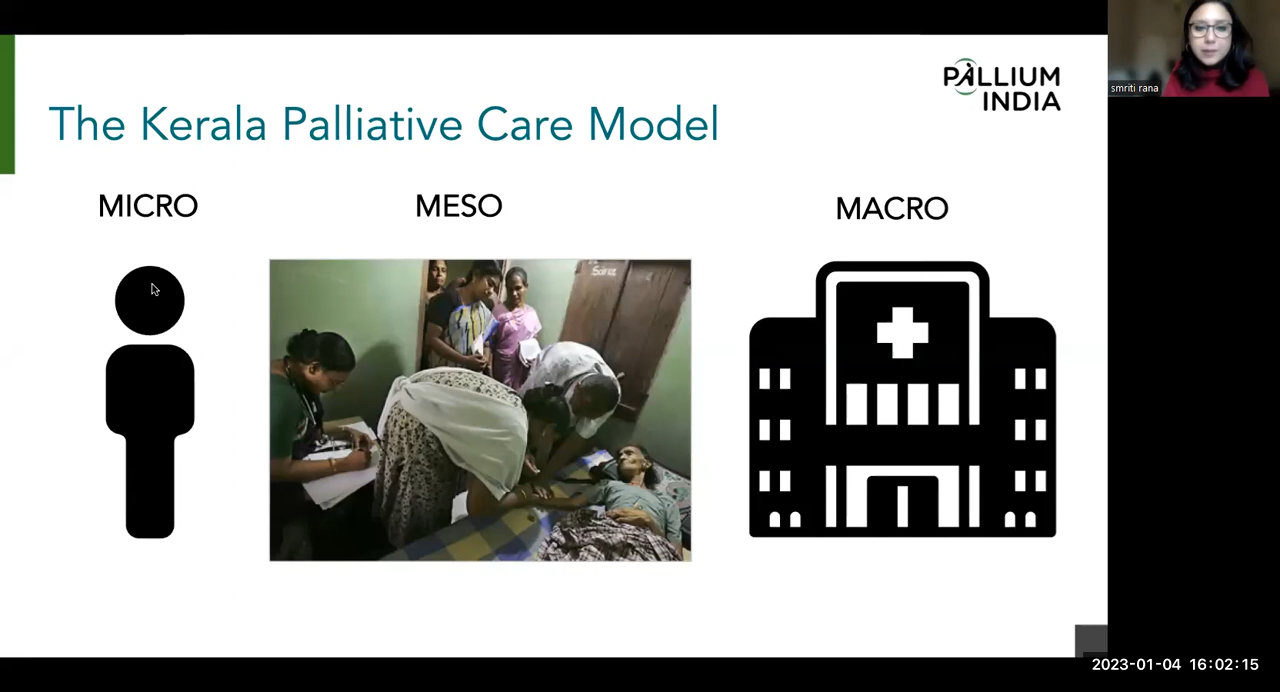 PALLIUM
INDIA
smriti rana
The Kerala Palliative Care Model
MICRO
MESO
MACRO
2023-01-04 16:02:15